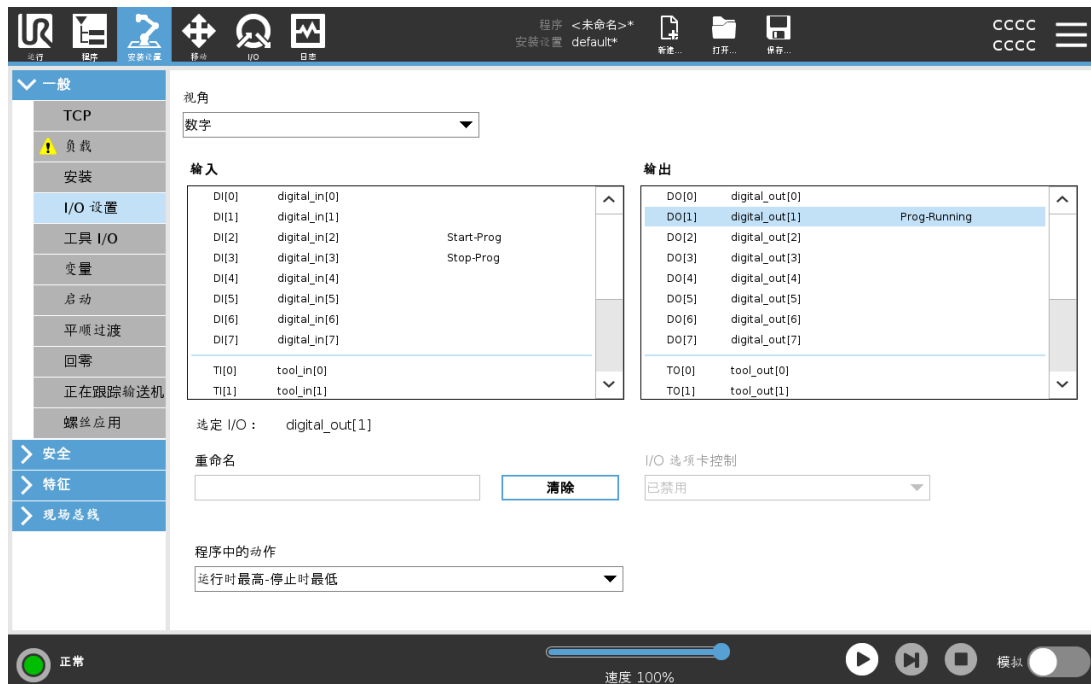 程序 <未命名>*
安装设置 default*
CCCC
CCCC
运行 程序 安装设置 移动 I/O 日志 新建... 打开... 保存...
一般
TCP
负载
安装
I/O 设置
工具 I/O
变量
启动
平顺过渡
回零
正在跟踪输送机
螺丝应用
安全
特征
现场总线
视角
数字
输入
DI[0] digital_in[0]
DI[1] digital_in[1]
DI[2] digital_in[2] Start-Prog
DI[3] digital_in[3] Stop-Prog
DI[4] digital_in[4]
DI[5] digital_in[5]
DI[6] digital_in[6]
DI[7] digital_in[7]
TI[0] tool_in[0]
TI[1] tool_in[1]
输出
DO[0] digital_out[0]
DO[1] digital_out[1] Prog-Running
DO[2] digital_out[2]
DO[3] digital_out[3]
DO[4] digital_out[4]
DO[5] digital_out[5]
DO[6] digital_out[6]
DO[7] digital_out[7]
TO[0] tool_out[0]
TO[1] tool_out[1]
选定 I/O： digital_out[1]
重命名
清除
I/O 选项卡控制
已禁用
程序中的动作
运行时最高-停止时最低
正常
速度 100%
模拟